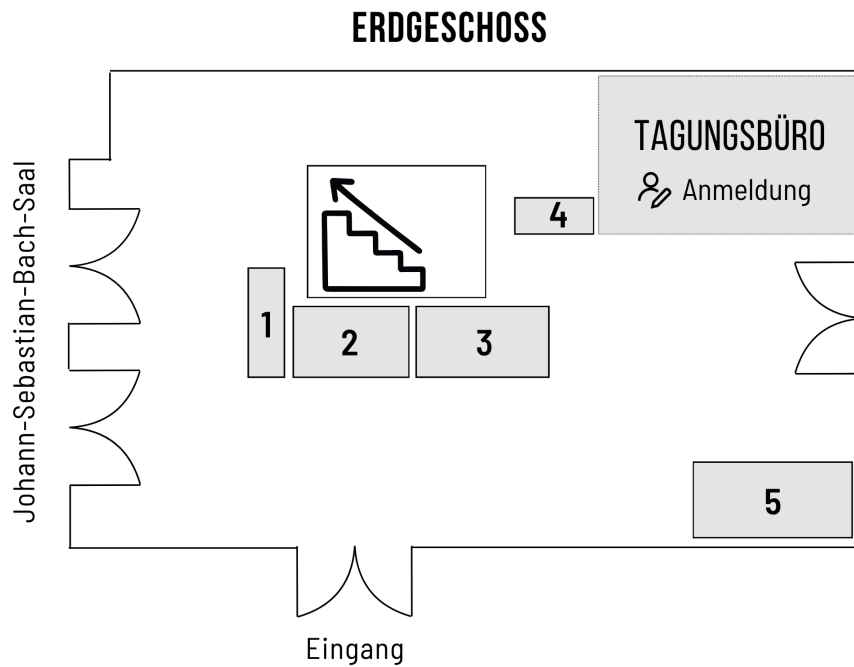 ERDGESCHOSS
TAGUNGSBÜRO
Anmeldung
Johann-Sebastian-Bach-Saal
4
1
2
3
5
Eingang